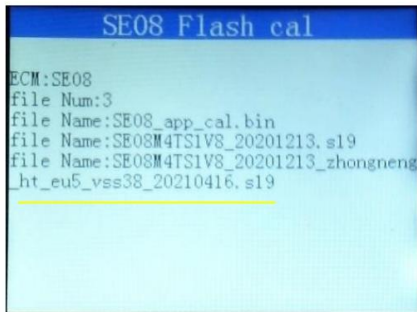 SE08 Flash cal
ECM:SE08
file Num:3
file Name:SE08_app_cal.bin
file Name:SE08M4TS1V8_20201213.s19
file Name:SE08M4TS1V8_20201213_zhongneng
_ht_eu5_vss38_20210416.s19